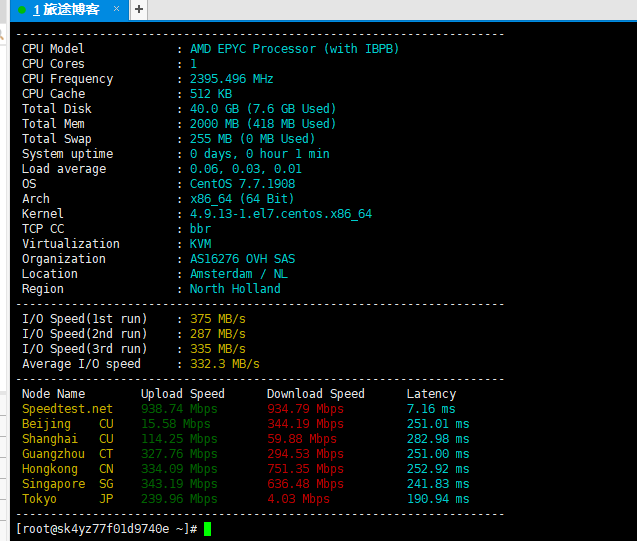 1 旅途博客 × +
----------------------------------------------------------------------
CPU Model : AMD EPYC Processor (with IBPB)
CPU Cores : 1
CPU Frequency : 2395.496 MHz
CPU Cache : 512 KB
Total Disk : 40.0 GB (7.6 GB Used)
Total Mem : 2000 MB (418 MB Used)
Total Swap : 255 MB (0 MB Used)
System uptime : 0 days, 0 hour 1 min
Load average : 0.06, 0.03, 0.01
OS : CentOS 7.7.1908
Arch : x86_64 (64 Bit)
Kernel : 4.9.13-1.el7.centos.x86_64
TCP CC : bbr
Virtualization : KVM
Organization : AS16276 OVH SAS
Location : Amsterdam / NL
Region : North Holland
----------------------------------------------------------------------
I/O Speed(1st run) : 375 MB/s
I/O Speed(2nd run) : 287 MB/s
I/O Speed(3rd run) : 335 MB/s
Average I/O speed : 332.3 MB/s
----------------------------------------------------------------------
Node Name Upload Speed Download Speed Latency
Speedtest.net 938.74 Mbps 934.79 Mbps 7.16 ms
Beijing CU 15.58 Mbps 344.19 Mbps 251.01 ms
Shanghai CU 114.25 Mbps 59.88 Mbps 282.98 ms
Guangzhou CT 327.76 Mbps 294.53 Mbps 251.00 ms
Hongkong CN 334.09 Mbps 751.35 Mbps 252.92 ms
Singapore SG 343.19 Mbps 636.48 Mbps 241.83 ms
Tokyo JP 239.96 Mbps 4.03 Mbps 190.94 ms
----------------------------------------------------------------------
[root@sk4yz77f01d9740e ~]#